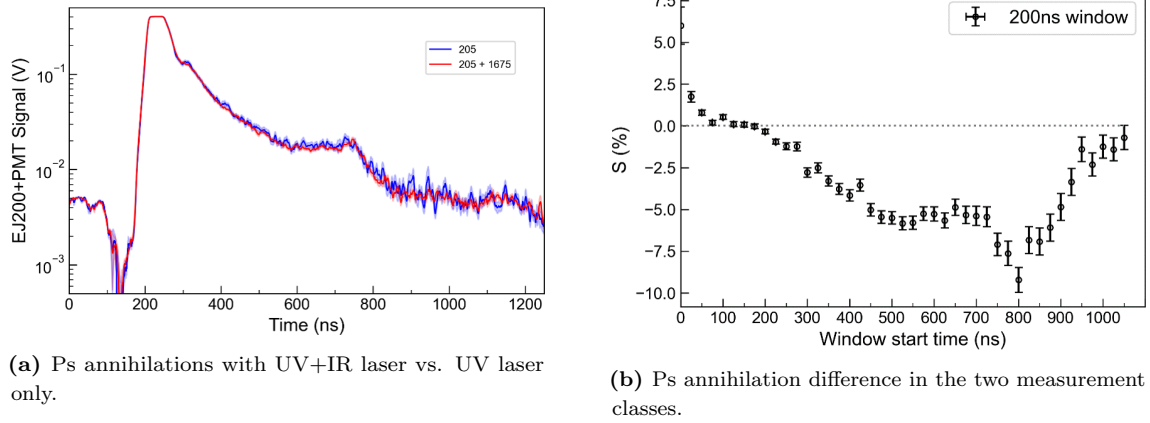 EJ200+PMT Signal (V)
10⁻¹
10⁻²
10⁻³
205
205 + 1675
0 200 400 600 800 1000 1200
Time (ns)
(a) Ps annihilations with UV+IR laser vs. UV laser
only.
S (%)
7.5
5.0
2.5
0.0
−2.5
−5.0
−7.5
−10.0
200ns window
0 100 200 300 400 500 600 700 800 900 1000
Window start time (ns)
(b) Ps annihilation difference in the two measurement
classes.